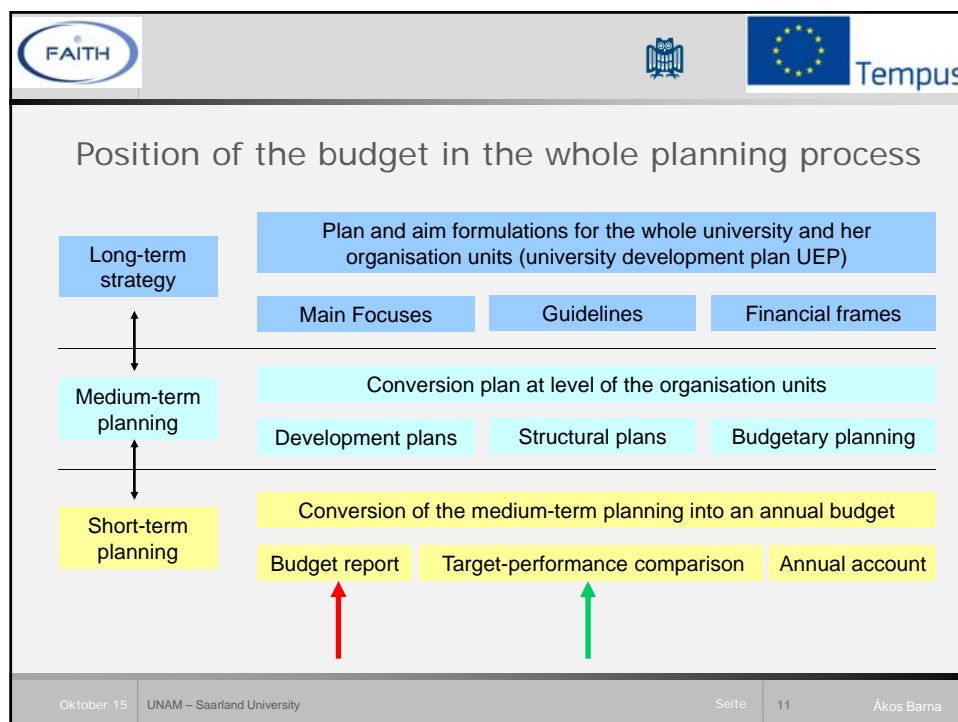 FAITH
Tempus
Position of the budget in the whole planning process
Long-term
strategy
Plan and aim formulations for the whole university and her
organisation units (university development plan UEP)
Main Focuses
Guidelines
Financial frames
Medium-term
planning
Conversion plan at level of the organisation units
Development plans
Structural plans
Budgetary planning
Short-term
planning
Conversion of the medium-term planning into an annual budget
Budget report
Target-performance comparison
Annual account
Oktober 15
UNAM – Saarland University
Seite
11
Ákos Barna